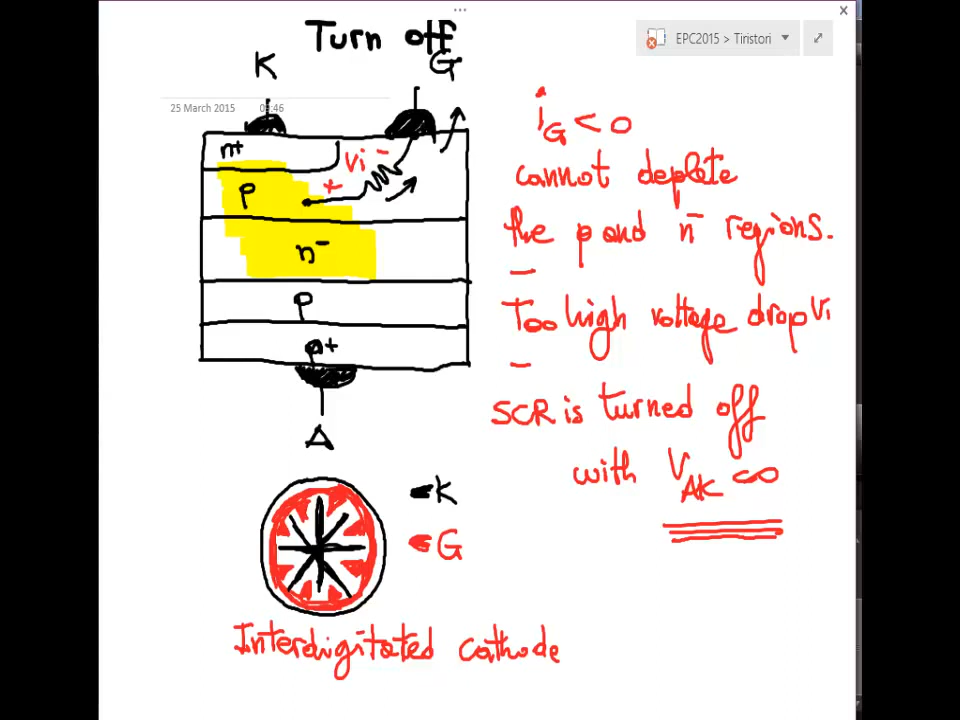 Turn off
K
G
EPC2015 > Tiristori
25 March 2015
n+
Vi -
+
p
n-
p
p+
A
iG < 0
cannot deplete
the p and n- regions.
Too high voltage drop Vi
SCR is turned off
with VAK <0
K
G
Interdigitated cathode